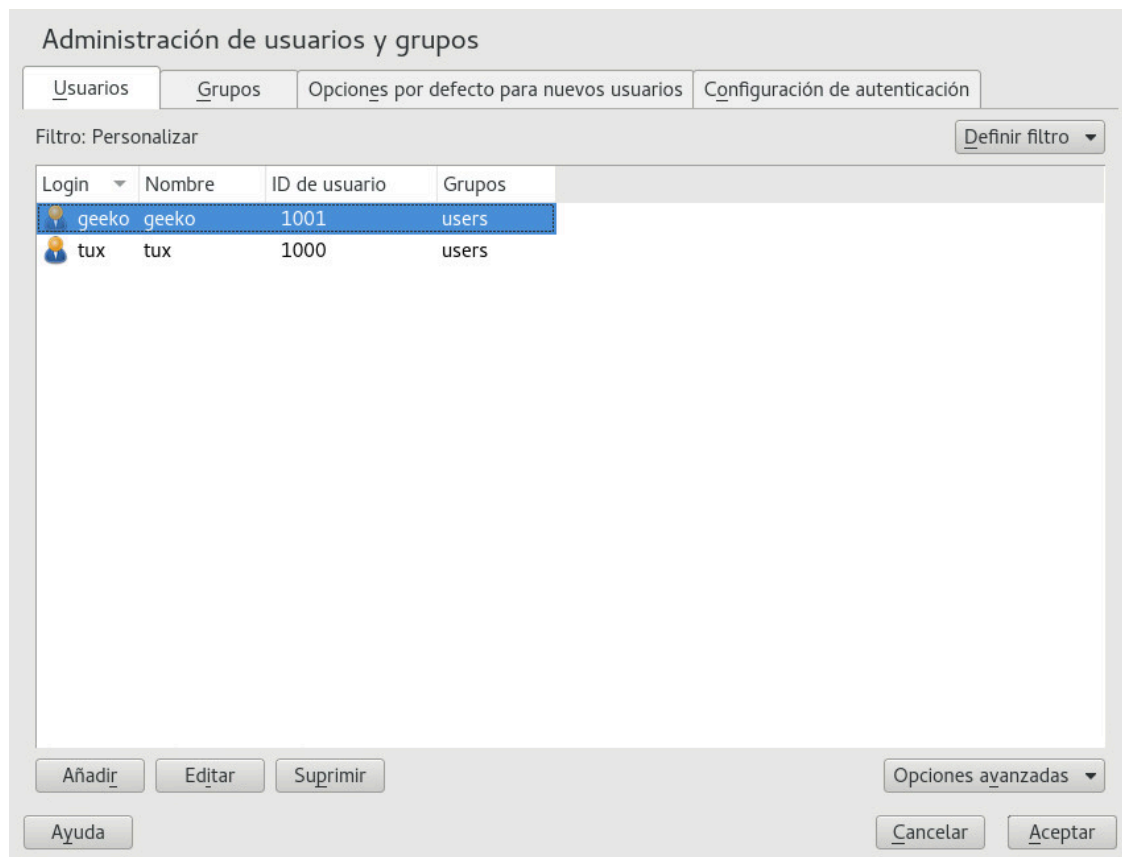 Administración de usuarios y grupos
Usuarios Grupos Opciones por defecto para nuevos usuarios Configuración de autenticación
Filtro: Personalizar Definir filtro
Login Nombre ID de usuario Grupos
geeko geeko 1001 users
tux tux 1000 users
Añadir Editar Suprimir Opciones avanzadas
Ayuda Cancelar Aceptar